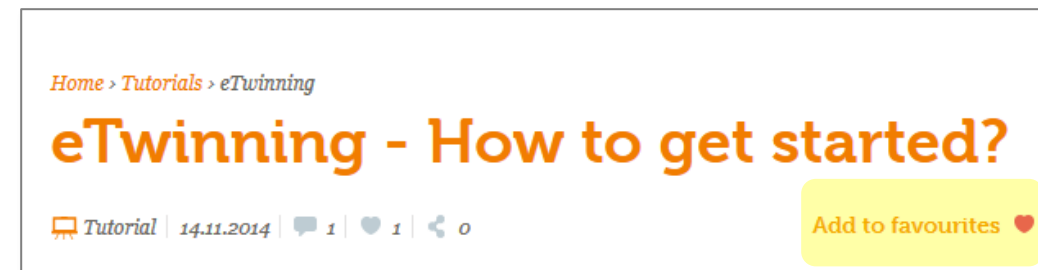 Home › Tutorials › eTwinning
eTwinning - How to get started?
Tutorial 14.11.2014 1 1 0
Add to favourites